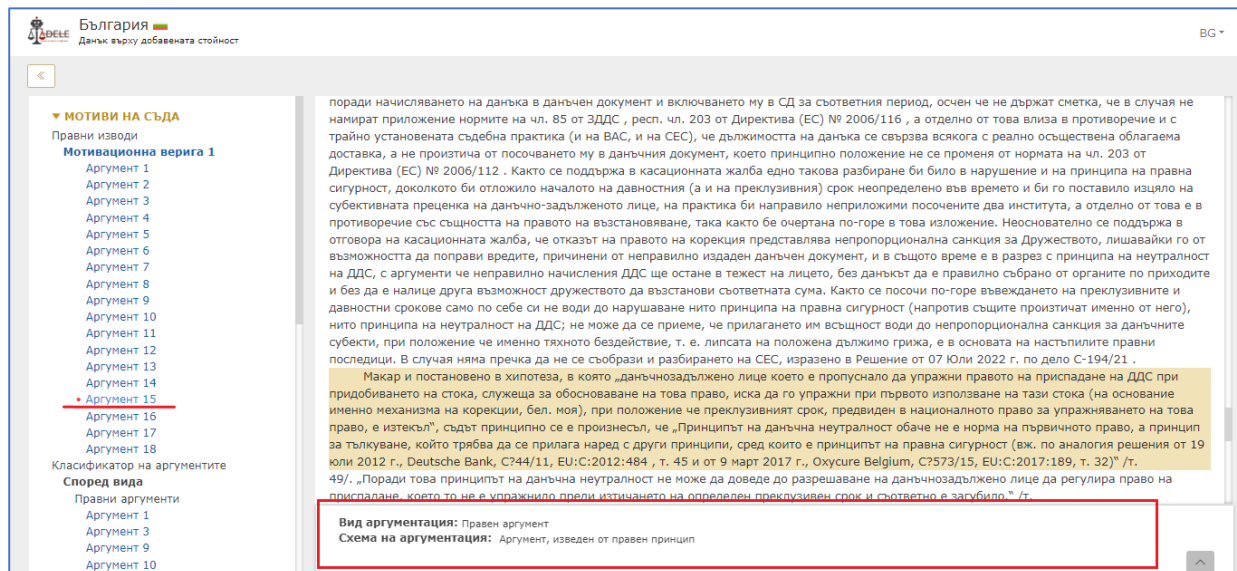 ADELE
България
Данък върху добавената стойност
BG
«
▼ МОТИВИ НА СЪДА
Правни изводи
Мотивационна верига 1
Аргумент 1
Аргумент 2
Аргумент 3
Аргумент 4
Аргумент 5
Аргумент 6
Аргумент 7
Аргумент 8
Аргумент 9
Аргумент 10
Аргумент 11
Аргумент 12
Аргумент 13
Аргумент 14
• Аргумент 15
Аргумент 16
Аргумент 17
Аргумент 18
Класификатор на аргументите
Според вида
Правни аргументи
Аргумент 1
Аргумент 3
Аргумент 9
Аргумент 10
поради начисляването на данъка в данъчен документ и включването му в СД за съответния период, осчен че не държат сметка, че в случая не
намират приложение нормите на чл. 85 от ЗДДС , респ. чл. 203 от Директива (ЕС) № 2006/116 , а отделно от това влиза в противоречие и с
трайно установената съдебна практика (и на ВАС, и на СЕС), че дължимостта на данъка се свързва всякога с реално осъществена облагаема
доставка, а не произтича от посочването му в данъчния документ, което принципно положение не се променя от нормата на чл. 203 от
Директива (ЕС) № 2006/112 . Както се поддържа в касационната жалба едно такова разбиране би било в нарушение и на принципа на правна
сигурност, доколкото би отложило началото на давностния (а и на преклузивния) срок неопределено във времето и би го поставило изцяло на
субективната преценка на данъчно-задълженото лице, на практика би направило неприложими посочените два института, а отделно от това е в
противоречие със същността на правото на възстановяване, така както бе очертана по-горе в това изложение. Неоснователно се поддържа в
отговора на касационната жалба, че отказът на правото на корекция представлява непропорционална санкция за Дружеството, лишавайки го от
възможността да поправи вредите, причинени от неправилно издаден данъчен документ, и в същото време е в разрез с принципа на неутралност
на ДДС, с аргументи че неправилно начисления ДДС ще остане в тежест на лицето, без данъкът да е правилно събрано от органите по приходите
и без да е налице друга възможност дружеството да възстанови съответната сума. Както се посочи по-горе въвеждането на преклузивните и
давностни срокове само по себе си не води до нарушаване нито принципа на правна сигурност (напротив същите произтичат именно от него),
нито принципа на неутралност на ДДС; не може да се приеме, че прилагането им всъщност води до непропорционална санкция за данъчните
субекти, при положение че именно тяхното бездействие, т. е. липсата на положена дължимо грижа, е в основата на настъпилите правни
последици. В случая няма пречка да не се съобрази и разбирането на СЕС, изразено в Решение от 07 Юли 2022 г. по дело C-194/21 .
Макар и постановено в хипотеза, в която „данъчнозадължено лице което е пропуснало да упражни правото на приспадане на ДДС при
придобиването на стока, служеща за обосноваване на това право, иска да го упражни при първото използване на тази стока (на основание
именно механизма на корекции, бел. моя), при положение че преклузивният срок, предвиден в националното право за упражняването на това
право, е изтекъл", съдът принципно се е произнесъл, че „Принципът на данъчна неутралност обаче не е норма на първичното право, а принцип
за тълкуване, който трябва да се прилага наред с други принципи, сред които е принципът на правна сигурност (вж. по аналогия решения от 19
юли 2012 г., Deutsche Bank, C?44/11, EU:C:2012:484 , т. 45 и от 9 март 2017 г., Oxycure Belgium, C?573/15, EU:C:2017:189, т. 32)" /т.
49/. „Поради това принципът на данъчна неутралност не може да доведе до разрешаване на данъчнозадължено лице да регулира право на
приспадане, което то не е упражнило преди изтичането на определен преклузивен срок и съответно е загубило." /т.
Вид аргументация: Правен аргумент
Схема на аргументация: Аргумент, изведен от правен принцип